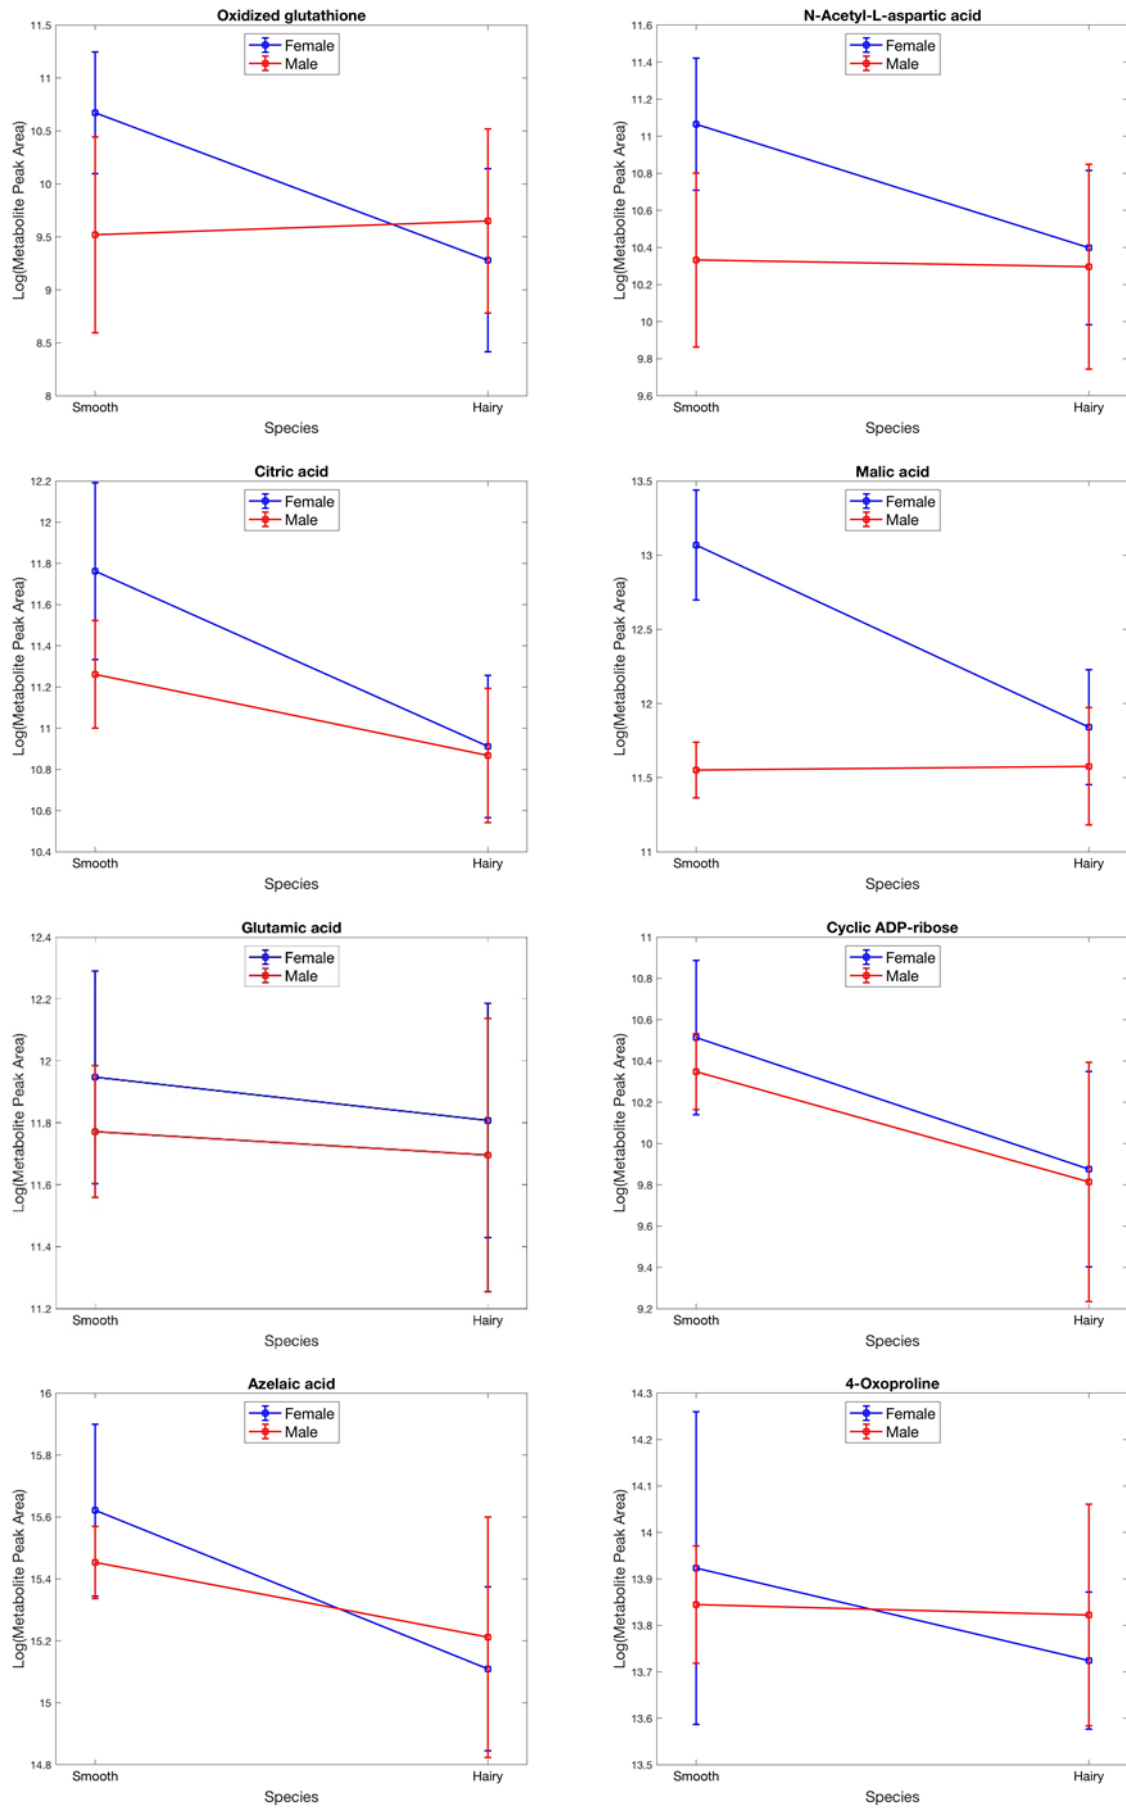 Oxidized glutathione
Female
Male
Log(Metabolite Peak Area)
11.5
11
10.5
10
9.5
9
8.5
8
Smooth
Hairy
Species
N-Acetyl-L-aspartic acid
Female
Male
Log(Metabolite Peak Area)
11.6
11.4
11.2
11
10.8
10.6
10.4
10.2
10
9.8
9.6
Smooth
Hairy
Species
Citric acid
Female
Male
Log(Metabolite Peak Area)
12.2
12
11.8
11.6
11.4
11.2
11
10.8
10.6
10.4
Smooth
Hairy
Species
Malic acid
Female
Male
Log(Metabolite Peak Area)
13.5
13
12.5
12
11.5
11
Smooth
Hairy
Species
Glutamic acid
Female
Male
Log(Metabolite Peak Area)
12.4
12.2
12
11.8
11.6
11.4
11.2
Smooth
Hairy
Species
Cyclic ADP-ribose
Female
Male
Log(Metabolite Peak Area)
11
10.8
10.6
10.4
10.2
10
9.8
9.6
9.4
9.2
Smooth
Hairy
Species
Azelaic acid
Female
Male
Log(Metabolite Peak Area)
16
15.8
15.6
15.4
15.2
15
14.8
Smooth
Hairy
Species
4-Oxoproline
Female
Male
Log(Metabolite Peak Area)
14.3
14.2
14.1
14
13.9
13.8
13.7
13.6
13.5
Smooth
Hairy
Species